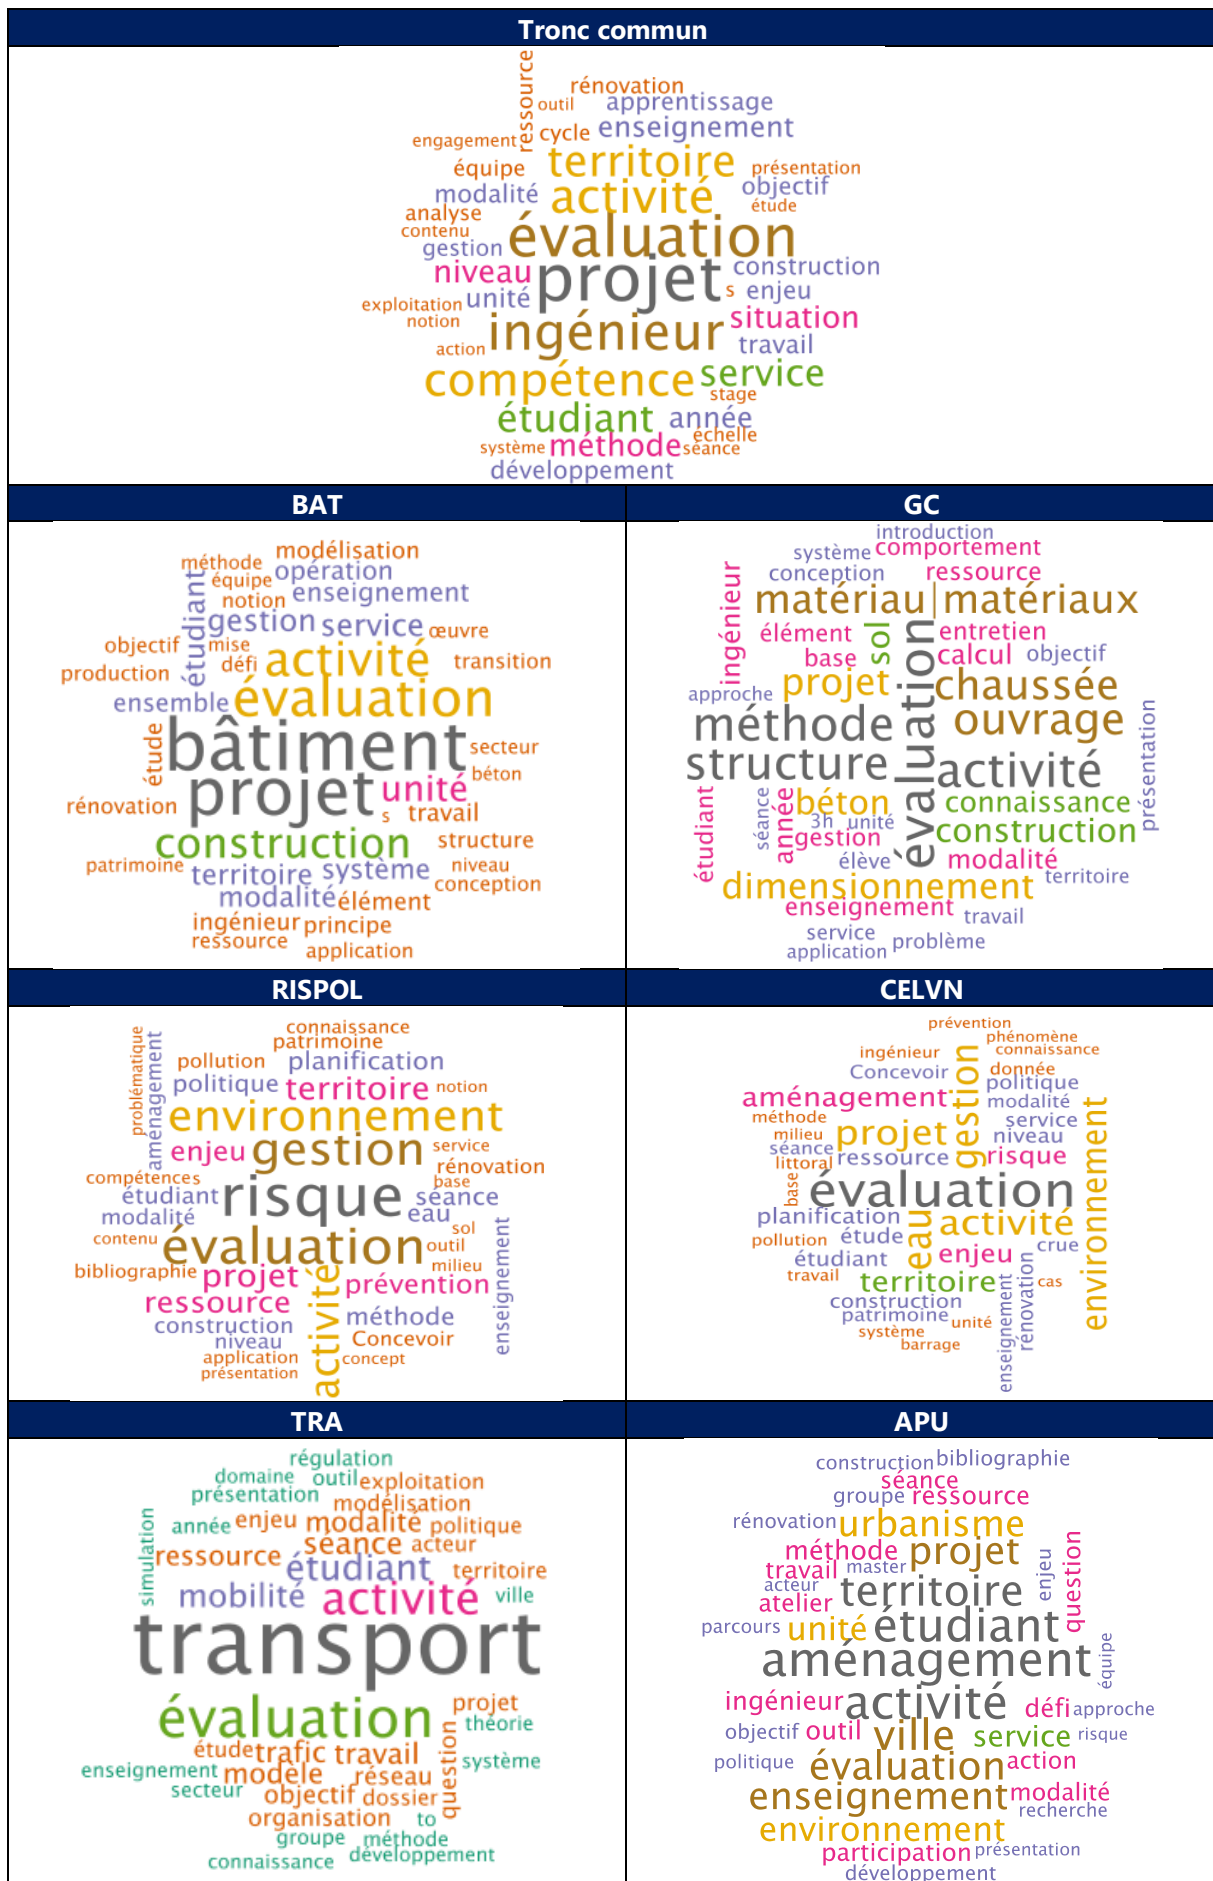 Tronc commun
ressource
rénovation
outil apprentissage
engagement cycle enseignement
équipe territoire présentation
modalité activité objectif
analyse étude
contenu
gestion évaluation
niveau projet construction
exploitation unité s enjeu
notion ingénieur situation
action travail
compétence service
stage
étudiant année
echelle
système méthode séance
développement
BAT
modélisation
méthode
équipe opération
étudiant notion enseignement
gestion service œuvre
objectif mise
production défi activité transition
ensemble évaluation
étude bâtiment secteur
béton
projet unité
rénovation s travail
construction structure
patrimoine territoire système niveau
modalité élément conception
ingénieur principe
ressource application
GC
introduction
système comportement
conception ressource
ingénieur matériau|matériaux
élément sol entretien
base calcul objectif
approche projet évaluation chaussée
méthode ouvrage présentation
structure activité
étudiant séance année béton connaissance
3h unité
gestion construction
élève modalité
dimensionnement territoire
enseignement travail
service
application problème
RISPOL
connaissance
problématique aménagement patrimoine
pollution planification
politique territoire notion
environnement
enjeu gestion service
rénovation
compétences risque base
étudiant séance
modalité eau
contenu évaluation sol
outil
bibliographie projet milieu
activité prévention enseignement
ressource méthode
construction
niveau Concevoir
application concept
présentation
CELVN
prévention
phénomène
ingénieur gestion connaissance
Concevoir donnée
politique
aménagement modalité environnement
méthode service
milieu projet niveau
séance
littoral ressource risque
base évaluation
planification eau activité
pollution étude crue
étudiant enjeu
travail territoire enseignement rénovation cas
construction
patrimoine unité
système
barrage
TRA
régulation
domaine outil exploitation
présentation
modélisation
simulation année enjeu modalité politique
séance acteur
ressource étudiant territoire
mobilité activité ville
transport
évaluation projet
théorie
étude trafic travail question
enseignement modèle réseau système
secteur objectif dossier
organisation to
groupe méthode
connaissance développement
APU
construction bibliographie
séance
groupe ressource
rénovation urbanisme
méthode projet question
travail master enjeu
acteur territoire
atelier
parcours unité étudiant
aménagement équipe
ingénieur activité défi approche
objectif outil ville service risque
politique évaluation action
enseignement modalité
recherche
environnement
participation présentation
développement